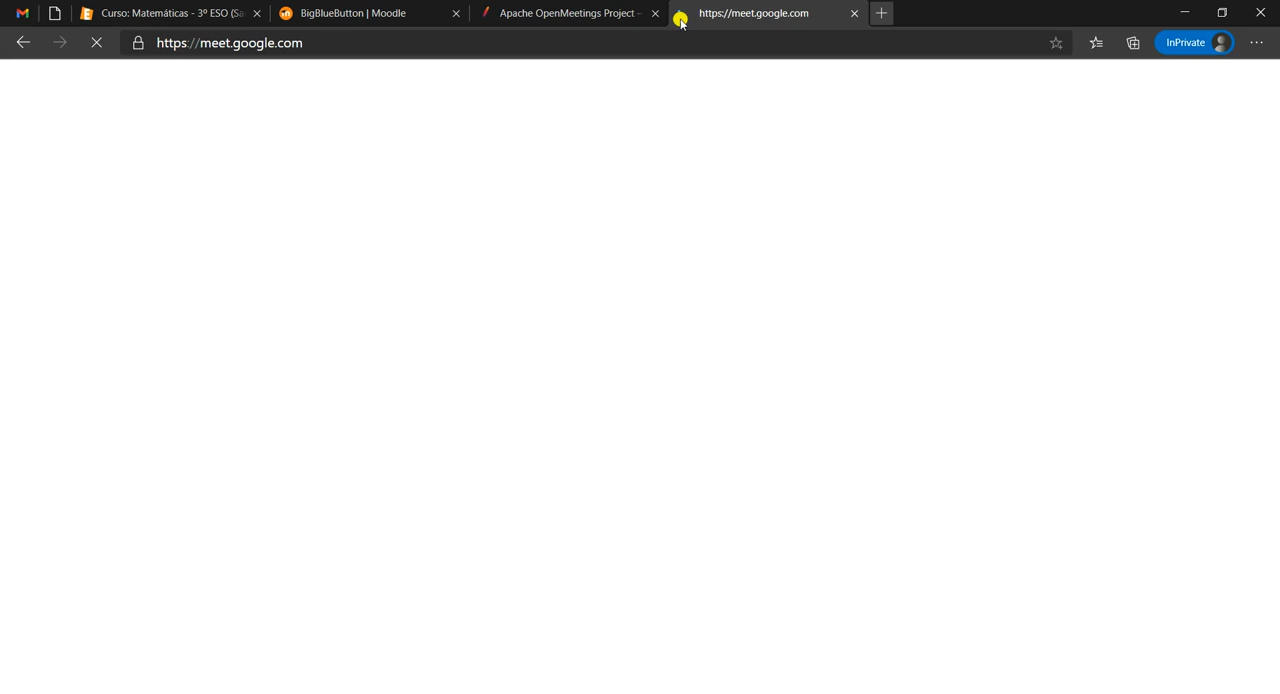 Curso: Matemáticas - 3º ESO (Sa
BigBlueButton | Moodle
Apache OpenMeetings Project –
https://meet.google.com
https://meet.google.com
InPrivate